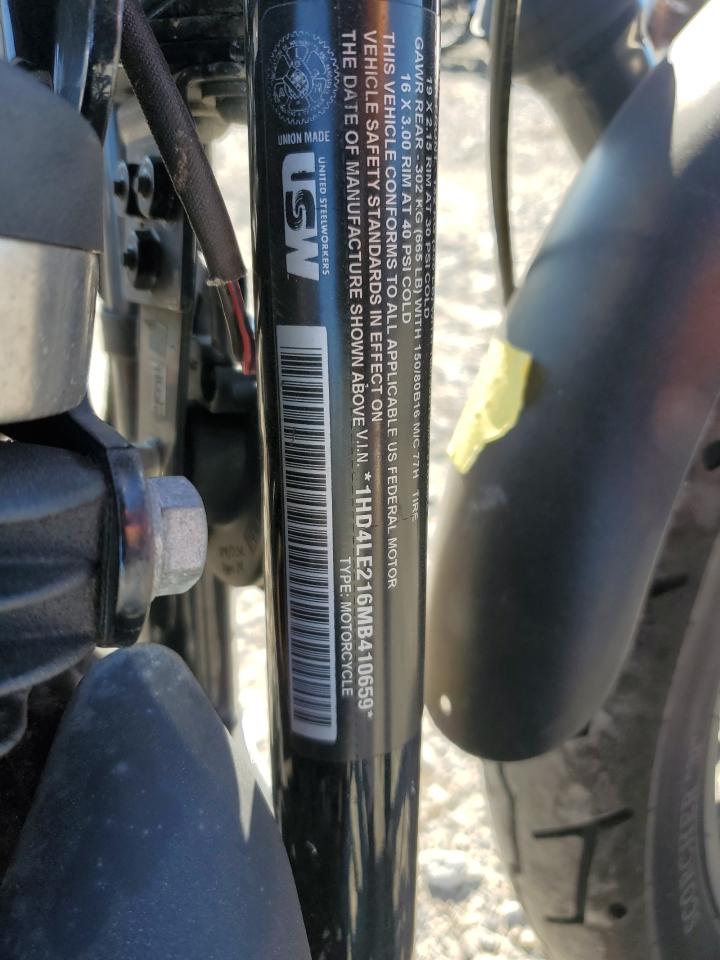 19 X 2.15 RIM AT 30 PSI COLD
GAWR REAR - 302 KG (665 LB) WITH 150/80B16 M/C 77H TIRE
16 X 3.00 RIM AT 40 PSI COLD
THIS VEHICLE CONFORMS TO ALL APPLICABLE US FEDERAL MOTOR
VEHICLE SAFETY STANDARDS IN EFFECT ON
THE DATE OF MANUFACTURE SHOWN ABOVE V.I.N. *1HD4LE216MB410659*
TYPE: MOTORCYCLE
UNION MADE
USW
UNITED STEELWORKERS